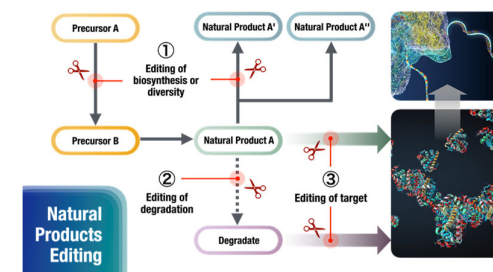 Precursor A
Natural Product A'
Natural Product A''
①
Editing of
biosynthesis or
diversity
Precursor B
Natural Product A
②
Editing of
degradation
③
Editing of target
Degradate
Natural
Products
Editing